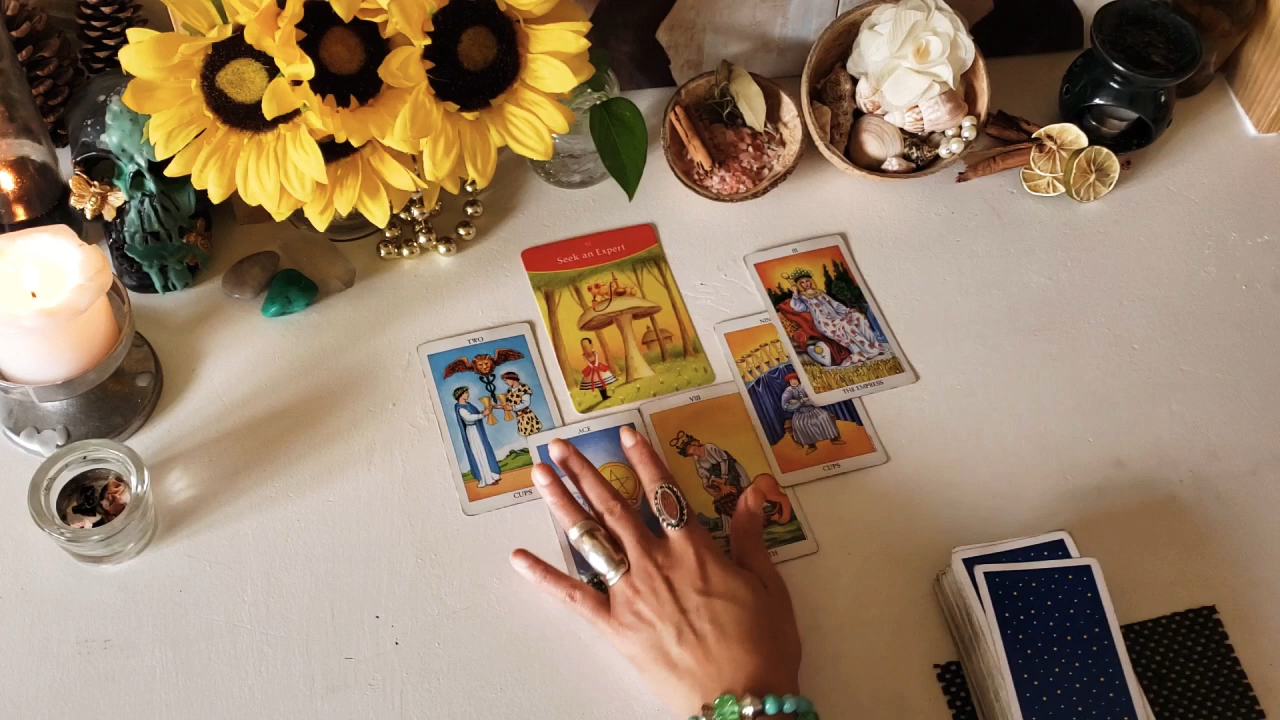 Seek an Expert
III
THE EMPRESS
TWO
CUPS
CUPS
ACE
VIII